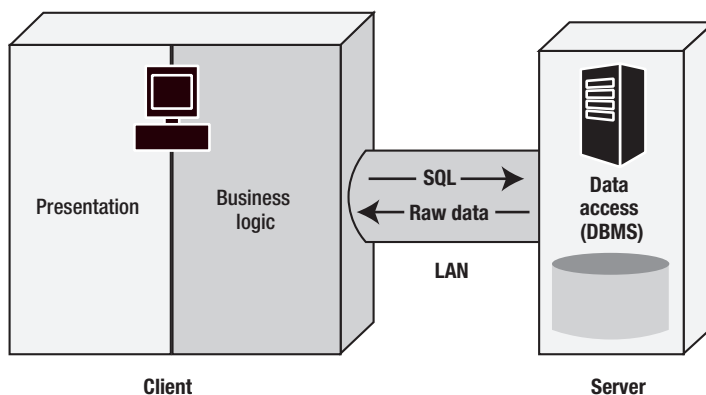 Presentation
Business
logic
SQL
Raw data
LAN
Data
access
(DBMS)
Client
Server